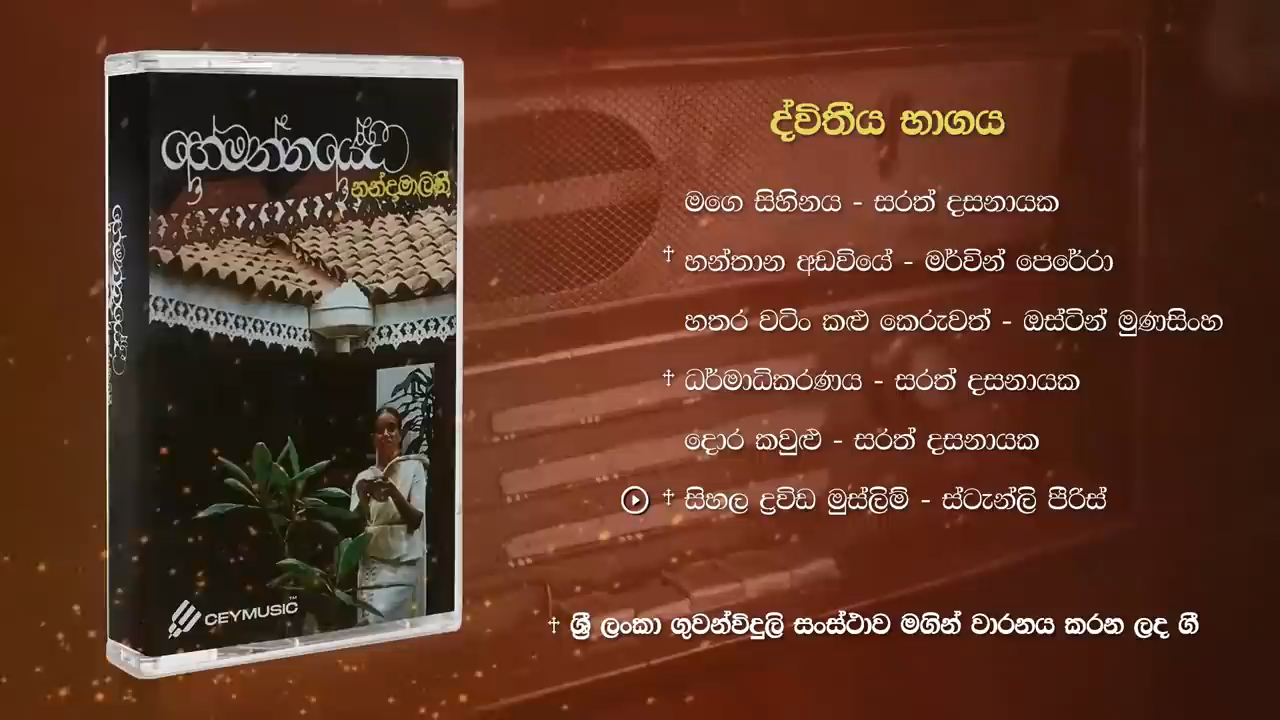 හේමන්තයේදී
නන්දමාලිනී
CEYMUSIC™
ද්විතීය භාගය
මගෙ සිහිනය - සරත් දසනායක
† හන්තාන අඩවියේ - මර්වින් පෙරේරා
හතර වටිං කළු කෙරුවත් - ඔස්ටින් මුණසිංහ
† ධර්මාධිකරණය - සරත් දසනායක
දොර කවුළු - සරත් දසනායක
† සිහල ද්‍රවිඩ මුස්ලිම් - ස්ටැන්ලි පීරිස්
† ශ්‍රී ලංකා ගුවන්විදුලි සංස්ථාව මගින් වාරනය කරන ලද ගී